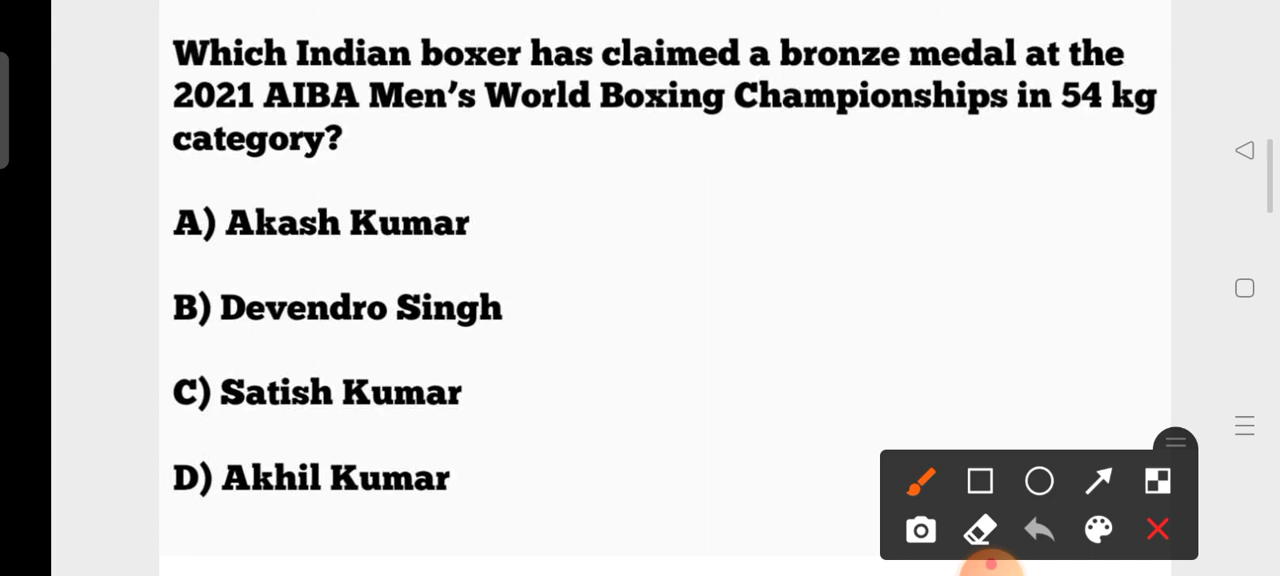 Which Indian boxer has claimed a bronze medal at the
2021 AIBA Men’s World Boxing Championships in 54 kg
category?
A) Akash Kumar
B) Devendro Singh
C) Satish Kumar
D) Akhil Kumar